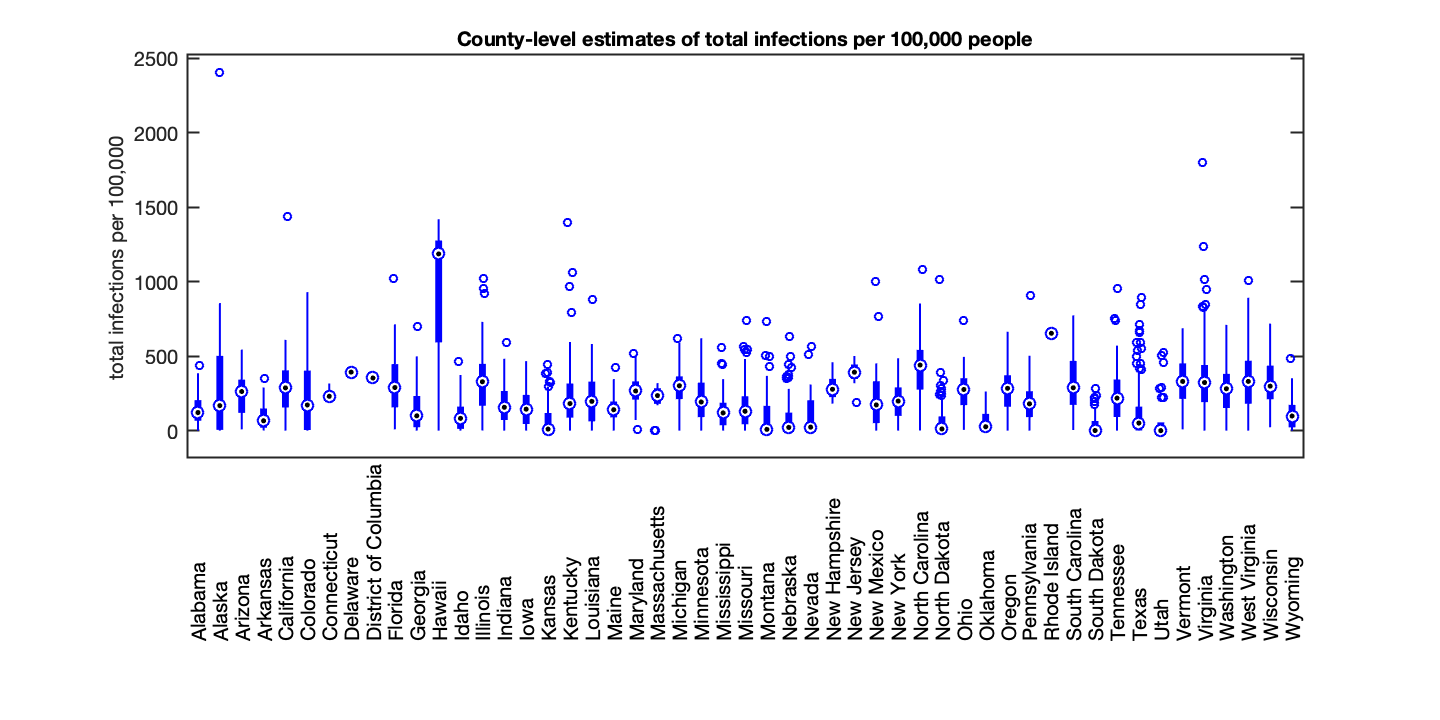 County-level estimates of total infections per 100,000 people
total infections per 100,000
2500
2000
1500
1000
500
0
Alabama
Alaska
Arizona
Arkansas
California
Colorado
Connecticut
Delaware
District of Columbia
Florida
Georgia
Hawaii
Idaho
Illinois
Indiana
Iowa
Kansas
Kentucky
Louisiana
Maine
Maryland
Massachusetts
Michigan
Minnesota
Mississippi
Missouri
Montana
Nebraska
Nevada
New Hampshire
New Jersey
New Mexico
New York
North Carolina
North Dakota
Ohio
Oklahoma
Oregon
Pennsylvania
Rhode Island
South Carolina
South Dakota
Tennessee
Texas
Utah
Vermont
Virginia
Washington
West Virginia
Wisconsin
Wyoming